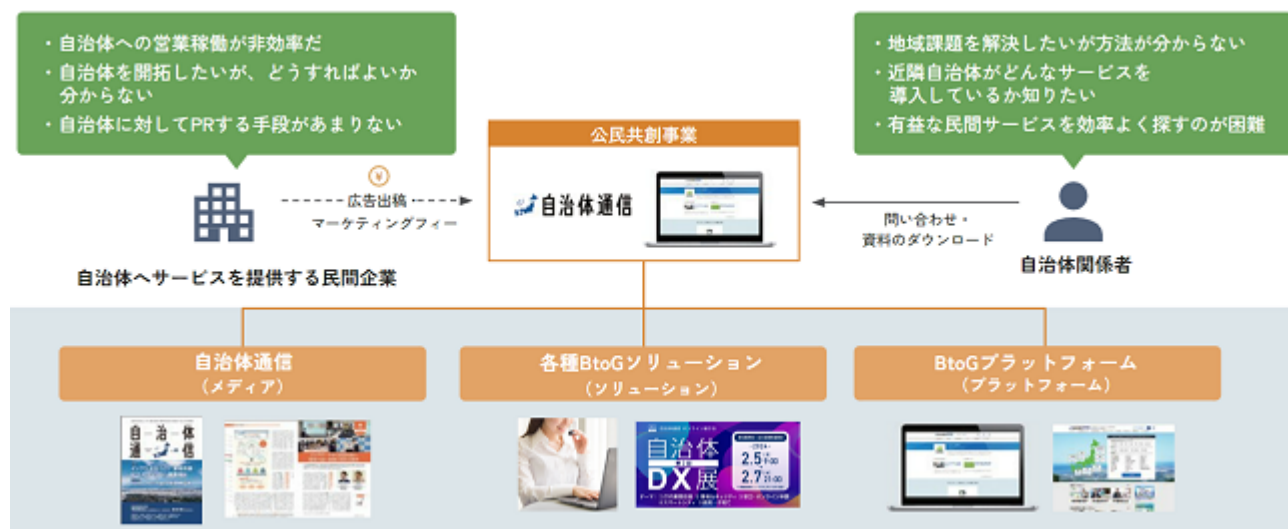 ・自治体への営業稼働が非効率だ
・自治体を開拓したいが、どうすればよいか
分からない
・自治体に対してPRする手段があまりない
・地域課題を解決したいが方法が分からない
・近隣自治体がどんなサービスを
導入しているか知りたい
・有益な民間サービスを効率よく探すのが困難
公民共創事業
自治体通信
¥
広告出稿・
マーケティングフィー
問い合わせ・
資料のダウンロード
自治体へサービスを提供する民間企業
自治体関係者
自治体通信
（メディア）
各種BtoGソリューション
（ソリューション）
BtoGプラットフォーム
（プラットフォーム）
自治体
通信
自治体
DX展
2.5
2.7